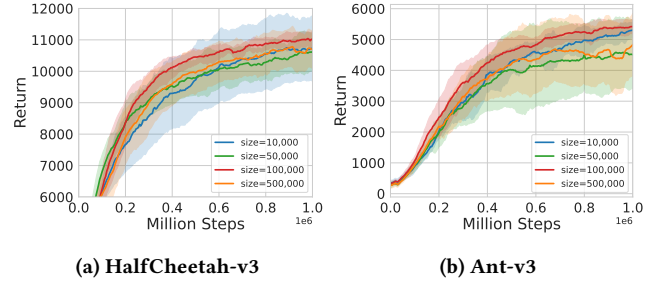 12000
11000
10000
9000
8000
7000
6000
Return
size=10,000
size=50,000
size=100,000
size=500,000
0.0 0.2 0.4 0.6 0.8 1.0
Million Steps
1e6
(a) HalfCheetah-v3
6000
5000
4000
3000
2000
1000
0
Return
size=10,000
size=50,000
size=100,000
size=500,000
0.0 0.2 0.4 0.6 0.8 1.0
Million Steps
1e6
(b) Ant-v3